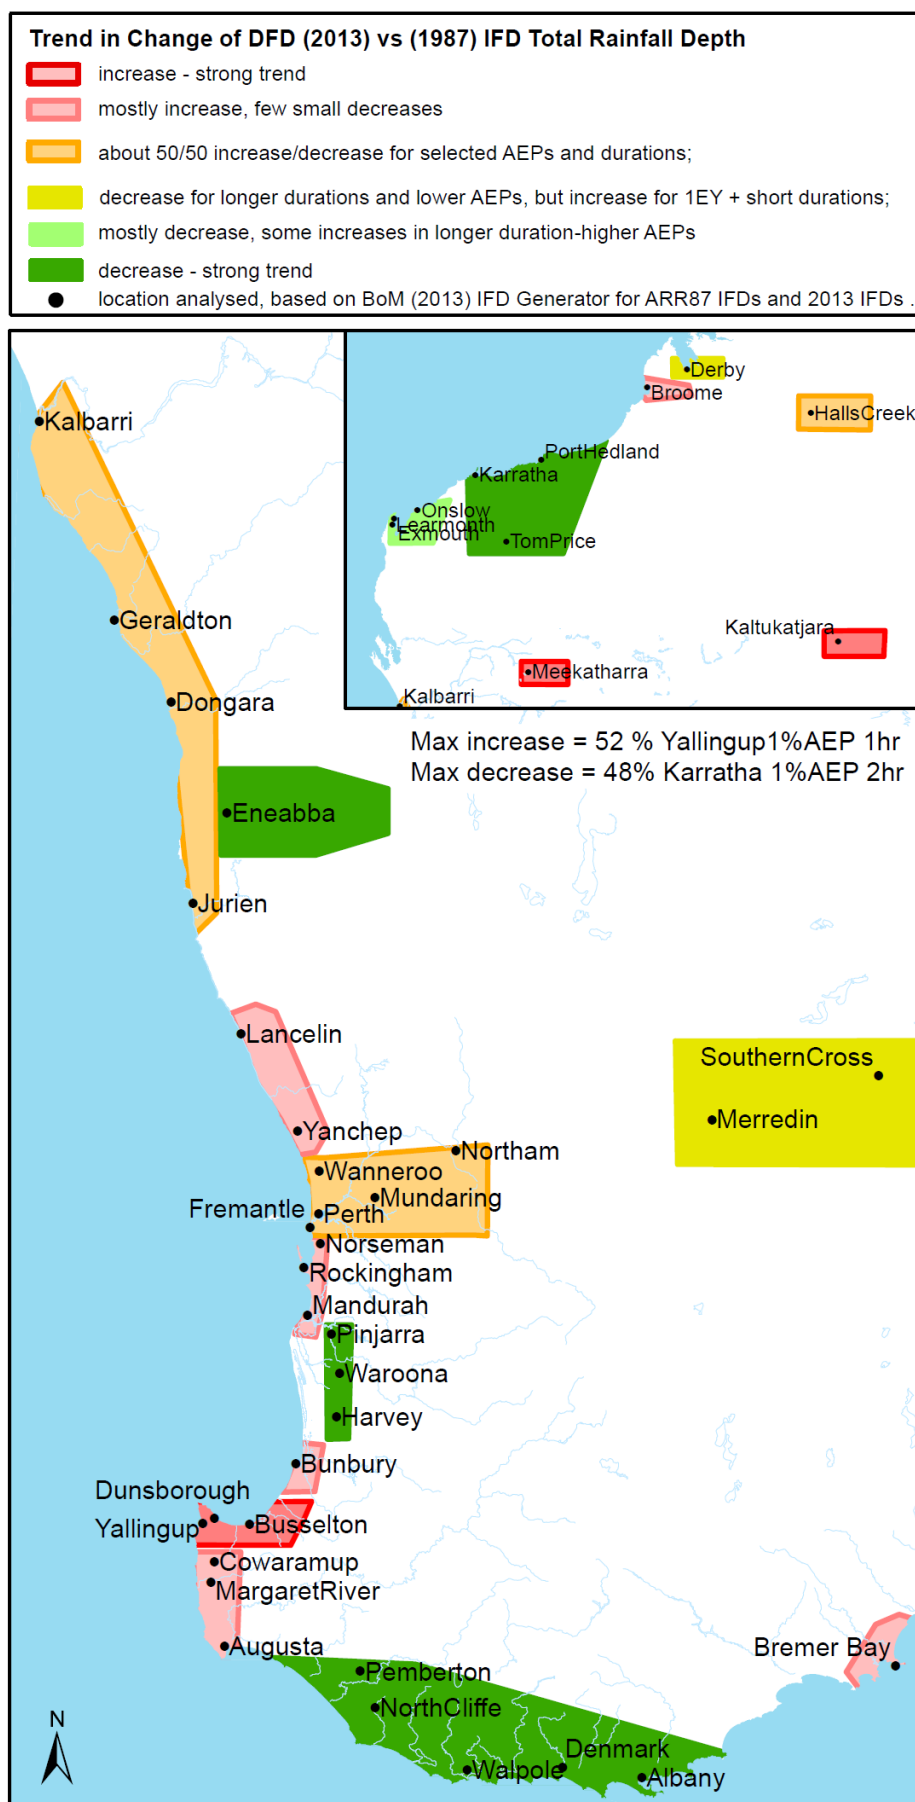 Trend in Change of DFD (2013) vs (1987) IFD Total Rainfall Depth
increase - strong trend
mostly increase, few small decreases
about 50/50 increase/decrease for selected AEPs and durations;
decrease for longer durations and lower AEPs, but increase for 1EY + short durations;
mostly decrease, some increases in longer duration-higher AEPs
decrease - strong trend
location analysed, based on BoM (2013) IFD Generator for ARR87 IFDs and 2013 IFDs .
Derby
Broome
HallsCreek
PortHedland
Karratha
Onslow
Learmonth
Exmouth
TomPrice
Kaltukatjara
Meekatharra
Kalbarri
Max increase = 52 % Yallingup1%AEP 1hr
Max decrease = 48% Karratha 1%AEP 2hr
Kalbarri
Geraldton
Dongara
Eneabba
Jurien
Lancelin
SouthernCross
Merredin
Yanchep
Northam
Wanneroo
Mundaring
Fremantle
Perth
Norseman
Rockingham
Mandurah
Pinjarra
Waroona
Harvey
Bunbury
Dunsborough
Yallingup
Busselton
Cowaramup
MargaretRiver
Augusta
Bremer Bay
Pemberton
NorthCliffe
Denmark
Walpole
Albany
N